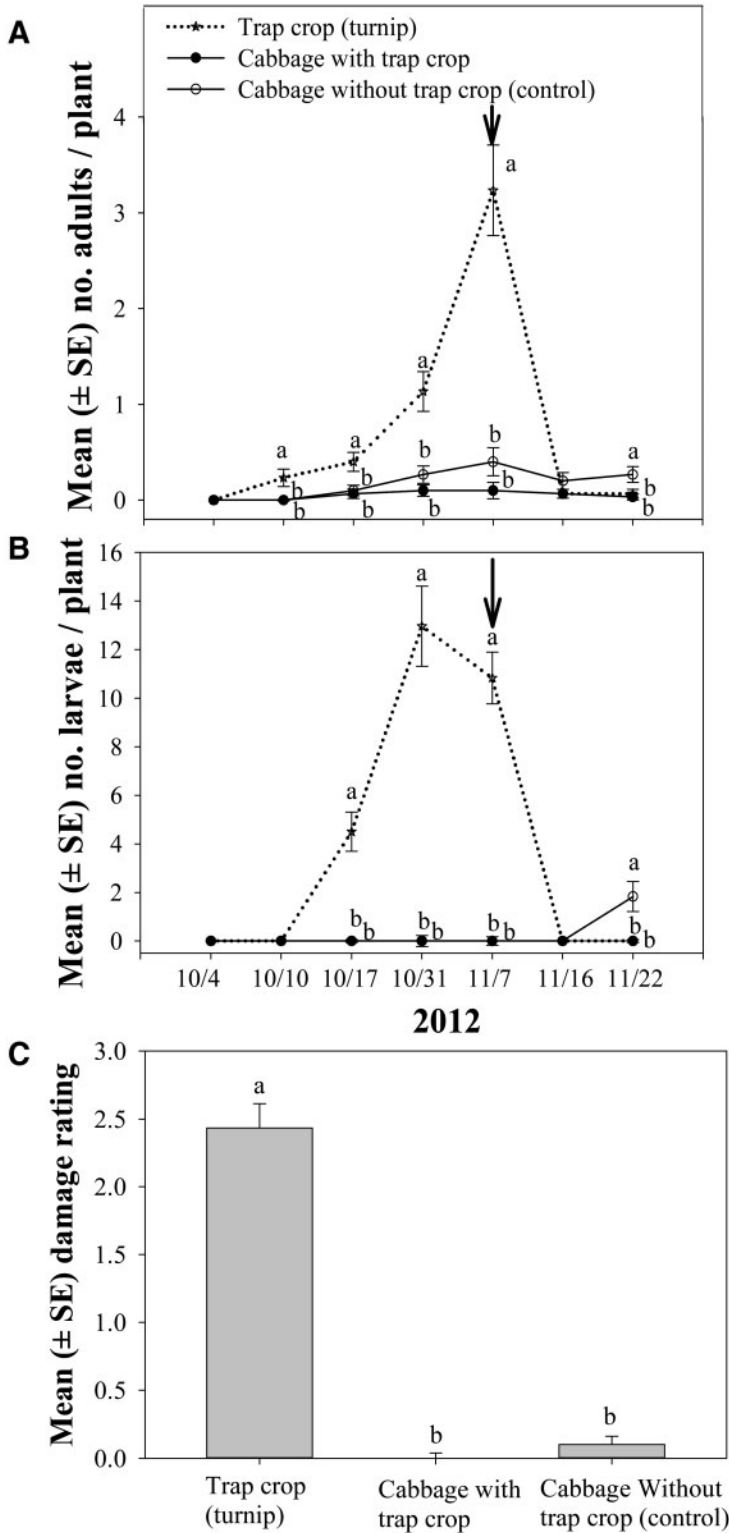 A
Trap crop (turnip)
Cabbage with trap crop
Cabbage without trap crop (control)
Mean (± SE) no. adults / plant
4
3
2
1
0
a
a
a
a
a
b
b
b
b
b
b
b
b
b
b
B
Mean (± SE) no. larvae / plant
16
14
12
10
8
6
4
2
0
a
a
a
a
b
b
b
b
b
b
b
b
10/4 10/10 10/17 10/31 11/7 11/16 11/22
2012
C
Mean (± SE) damage rating
3.0
2.5
2.0
1.5
1.0
0.5
0.0
a
b
b
Trap crop
(turnip)
Cabbage with
trap crop
Cabbage Without
trap crop (control)